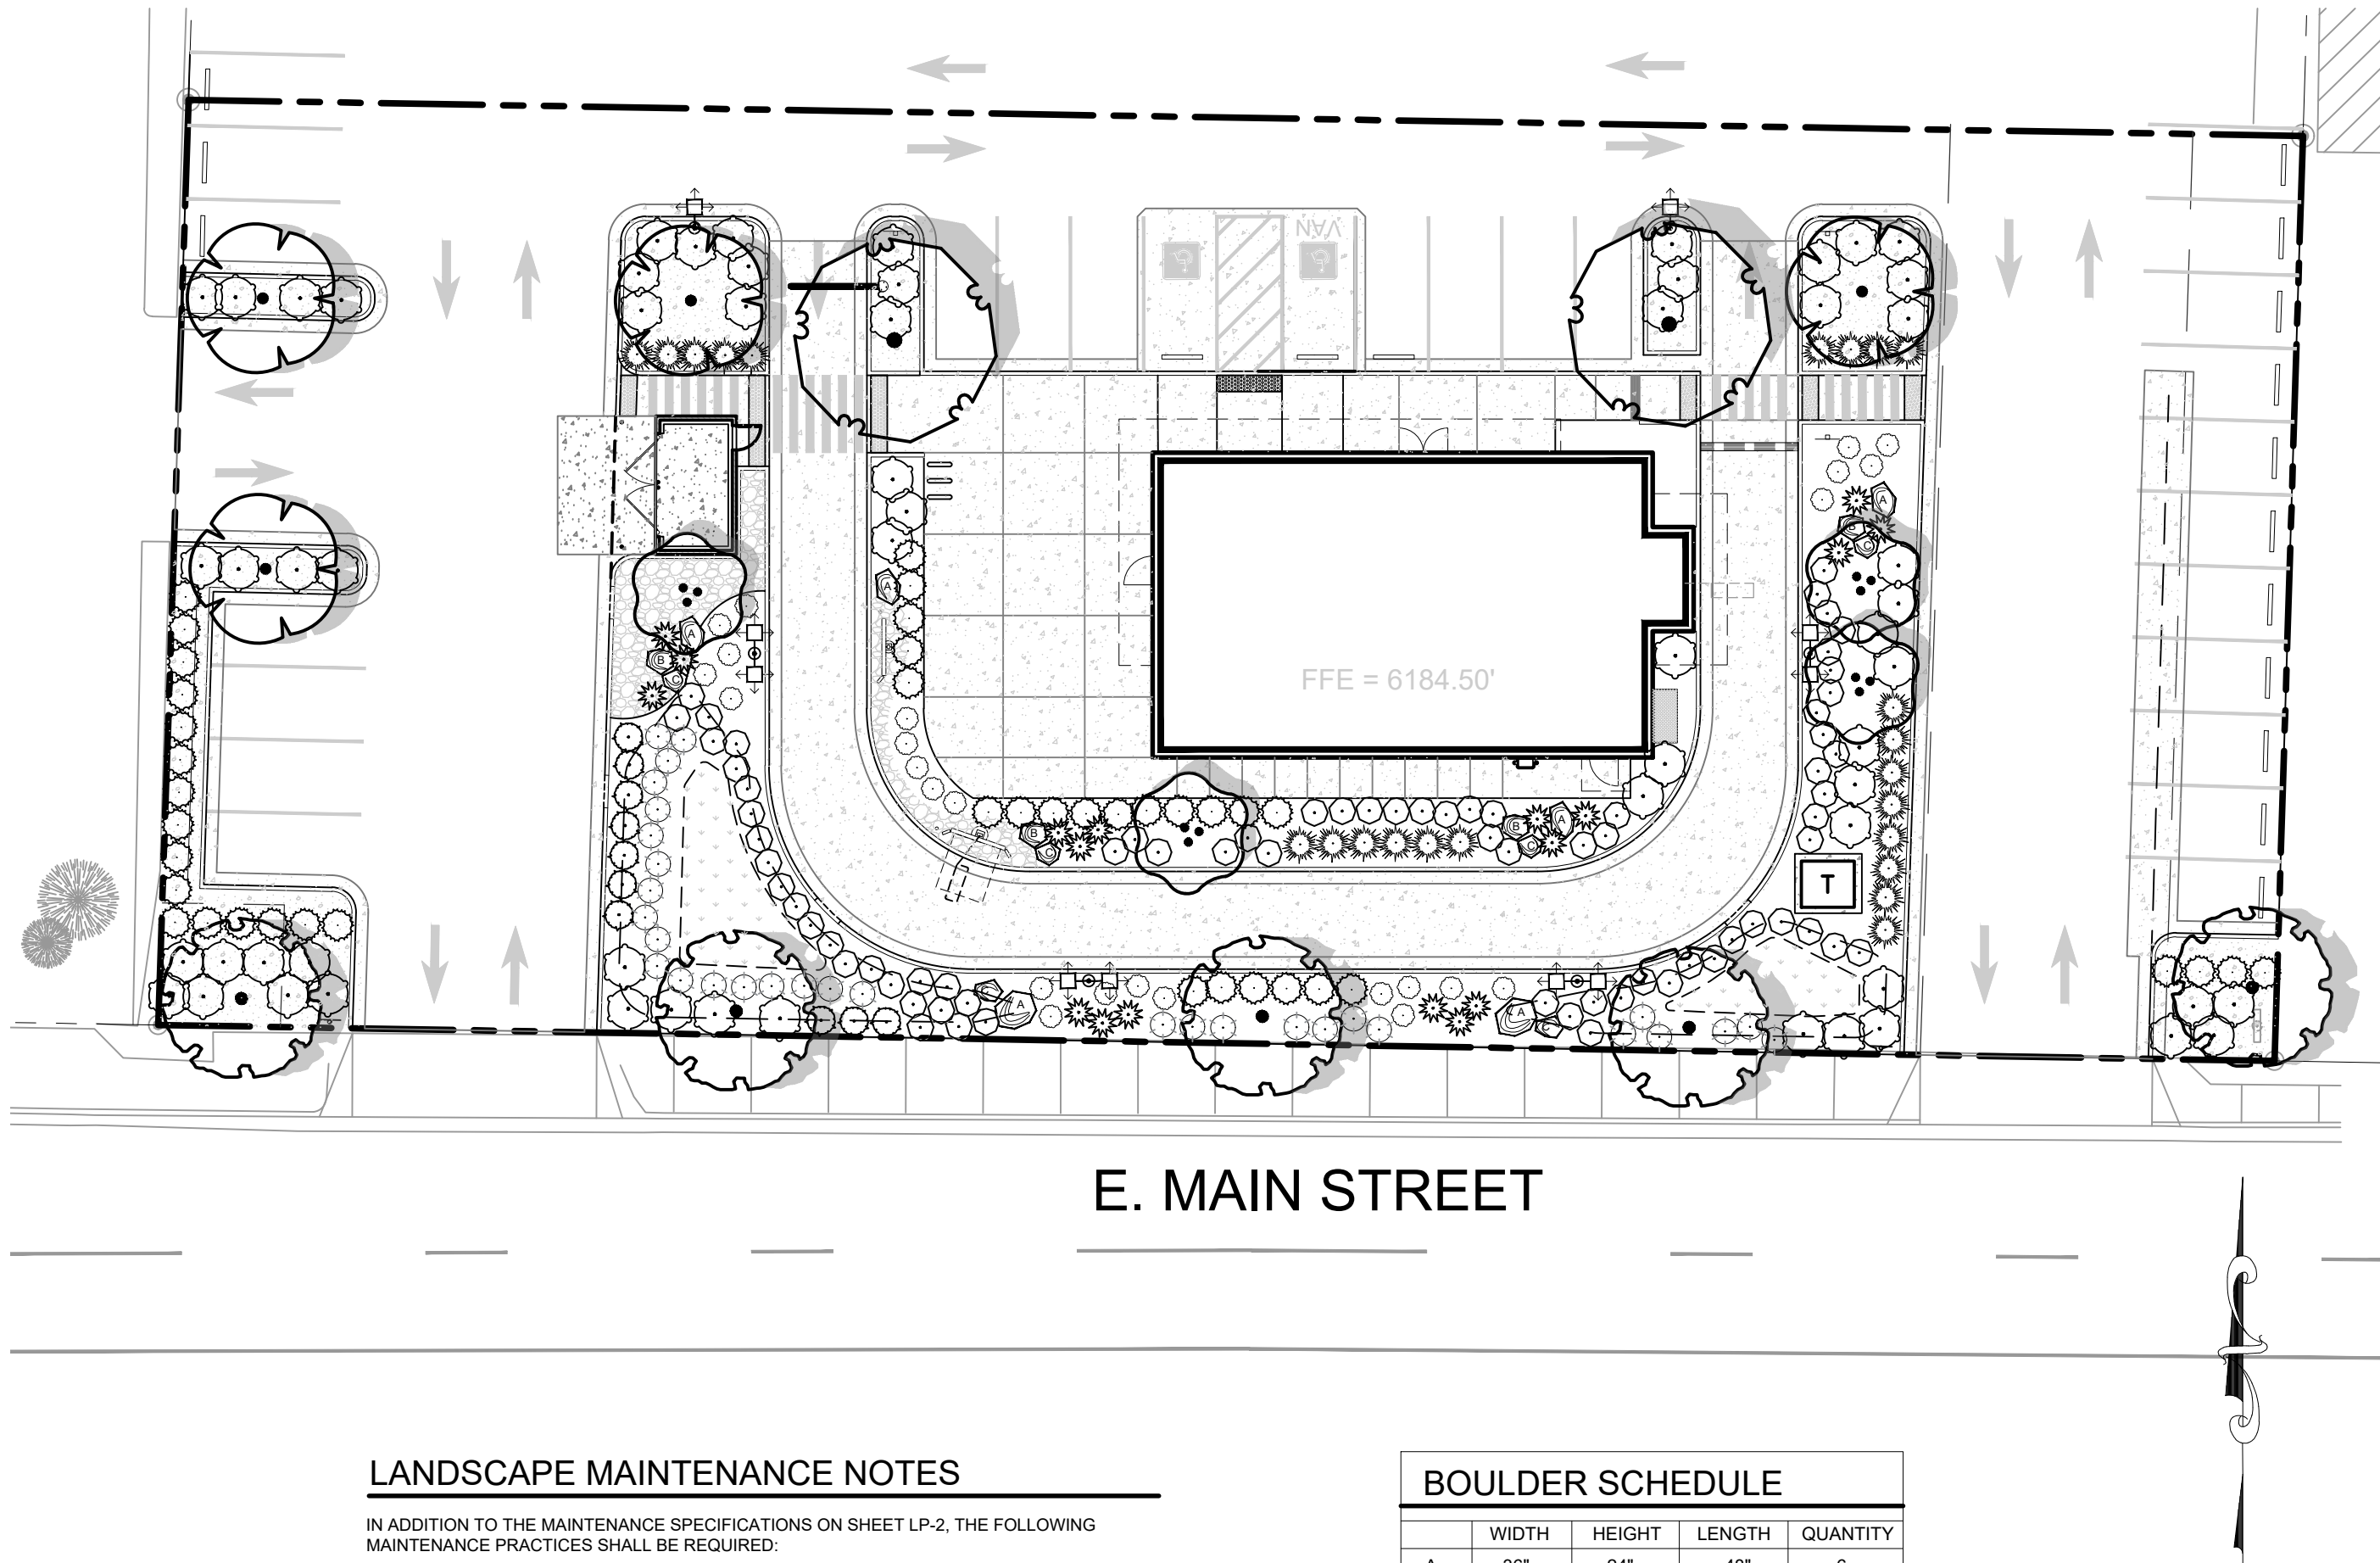 VAN
FFE = 6184.50'
A
B
C
A
A
B
C
B
C
B
A
C
T
C
A
A
C
E. MAIN STREET
LANDSCAPE MAINTENANCE NOTES
IN ADDITION TO THE MAINTENANCE SPECIFICATIONS ON SHEET LP-2, THE FOLLOWING
MAINTENANCE PRACTICES SHALL BE REQUIRED:
BOULDER SCHEDULE
WIDTH HEIGHT LENGTH QUANTITY